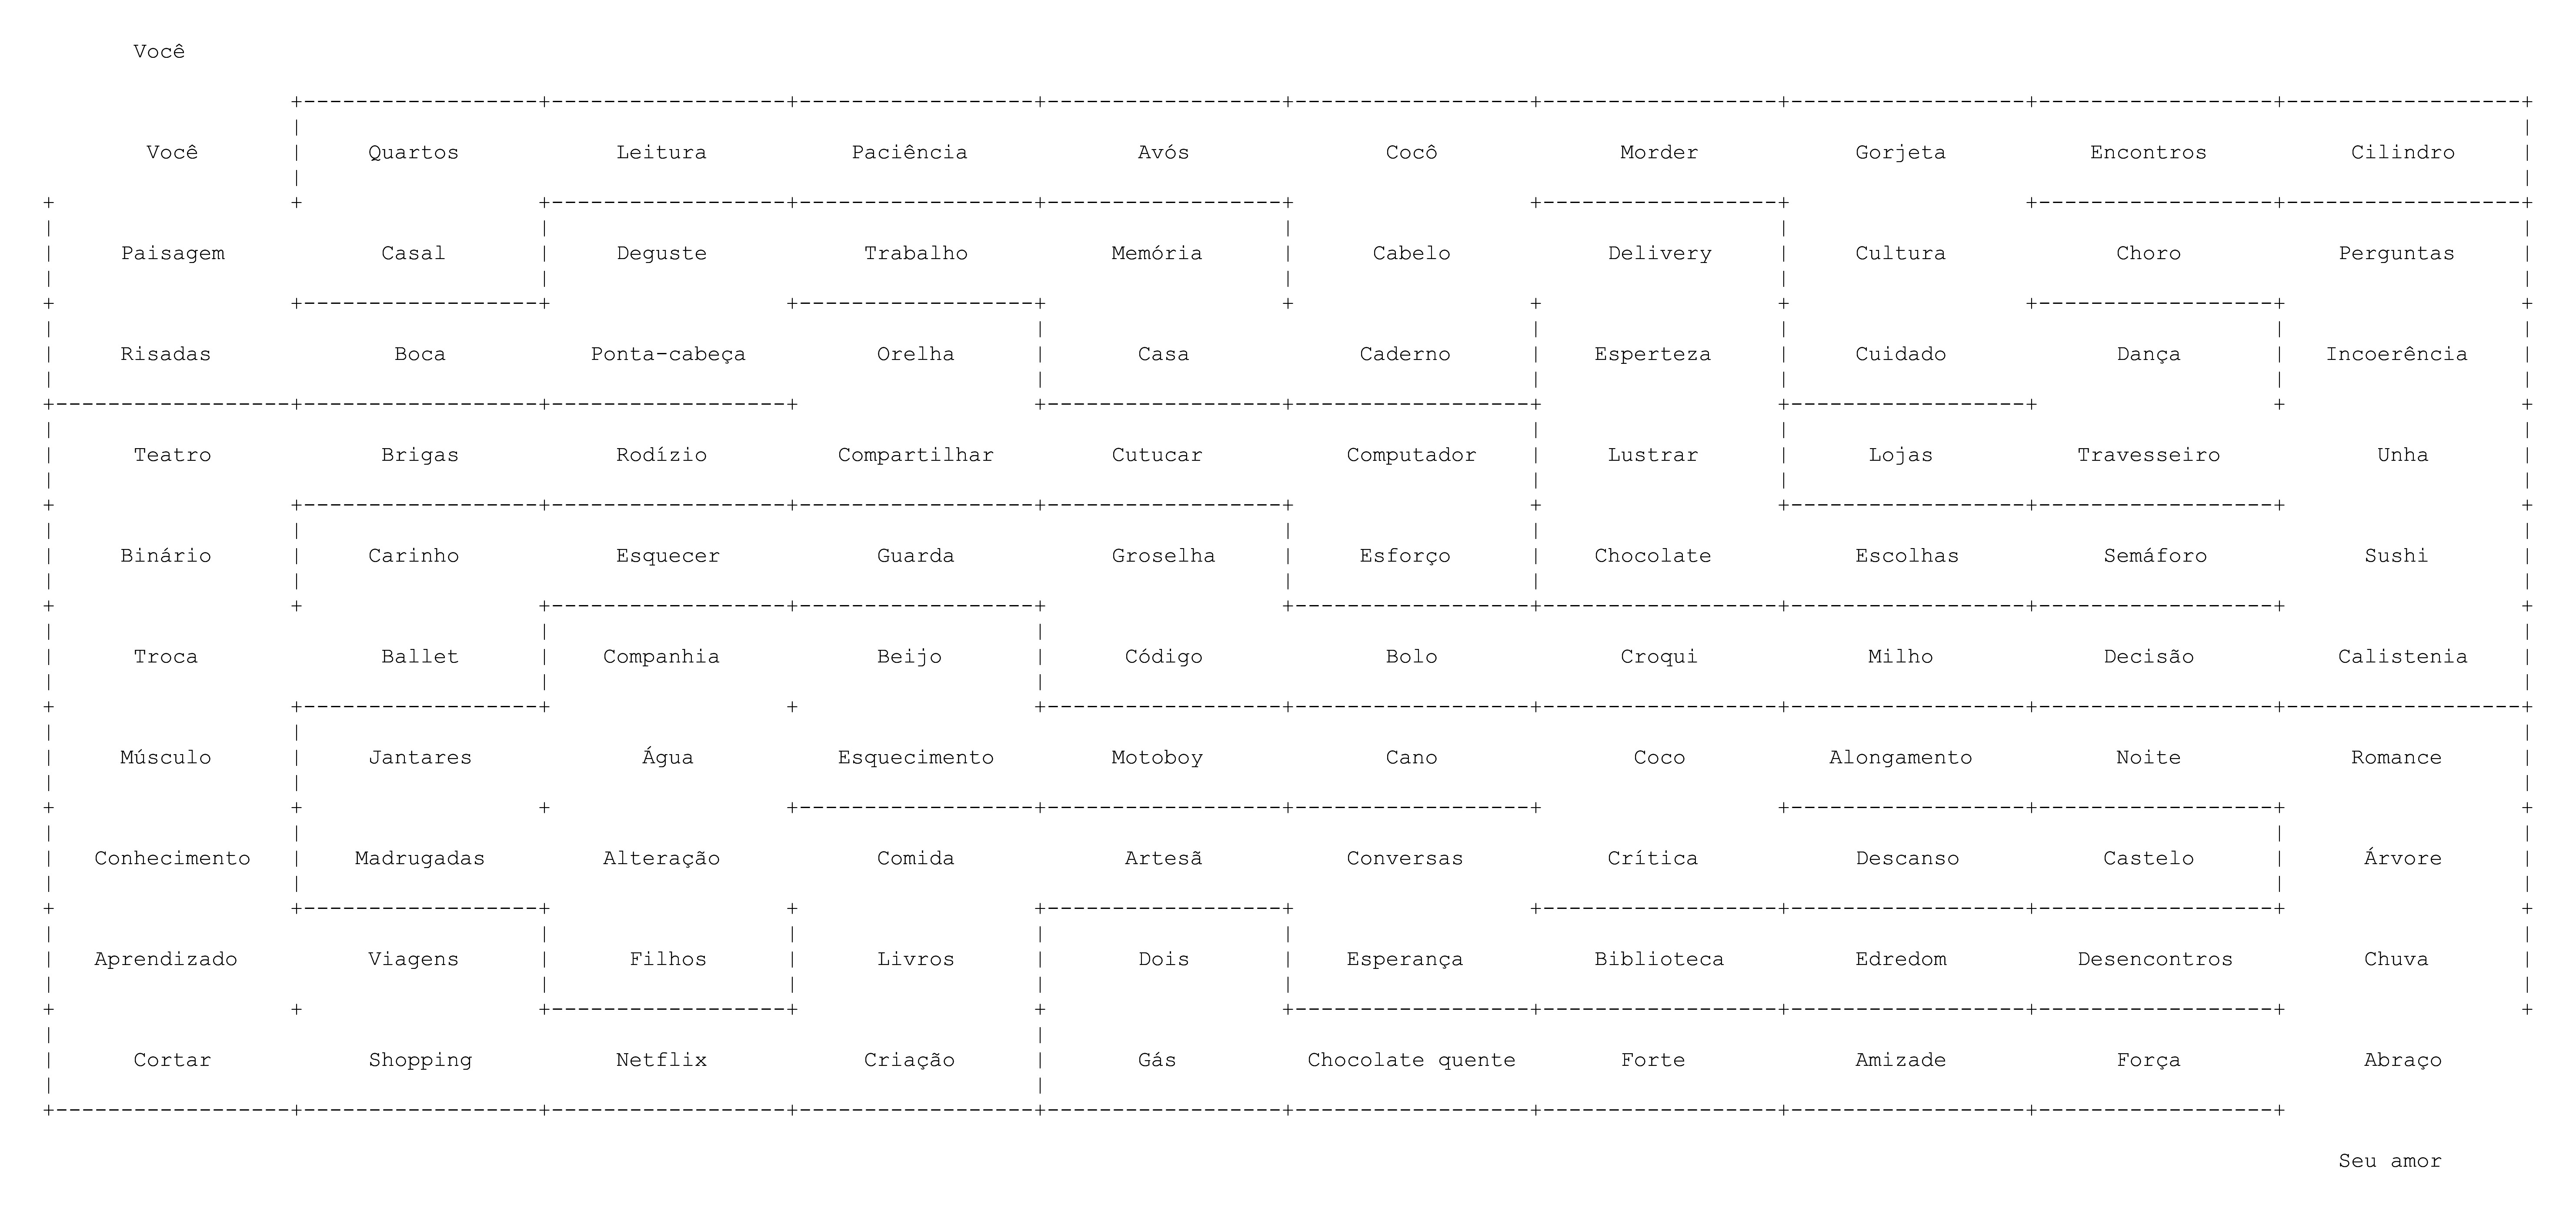 Você
Você Quartos Leitura Paciência Avós Cocô Morder Gorjeta Encontros Cilindro
Paisagem Casal Deguste Trabalho Memória Cabelo Delivery Cultura Choro Perguntas
Risadas Boca Ponta-cabeça Orelha Casa Caderno Esperteza Cuidado Dança Incoerência
Teatro Brigas Rodízio Compartilhar Cutucar Computador Lustrar Lojas Travesseiro Unha
Binário Carinho Esquecer Guarda Groselha Esforço Chocolate Escolhas Semáforo Sushi
Troca Ballet Companhia Beijo Código Bolo Croqui Milho Decisão Calistenia
Músculo Jantares Água Esquecimento Motoboy Cano Coco Alongamento Noite Romance
Conhecimento Madrugadas Alteração Comida Artesã Conversas Crítica Descanso Castelo Árvore
Aprendizado Viagens Filhos Livros Dois Esperança Biblioteca Edredom Desencontros Chuva
Cortar Shopping Netflix Criação Gás Chocolate quente Forte Amizade Força Abraço
Seu amor